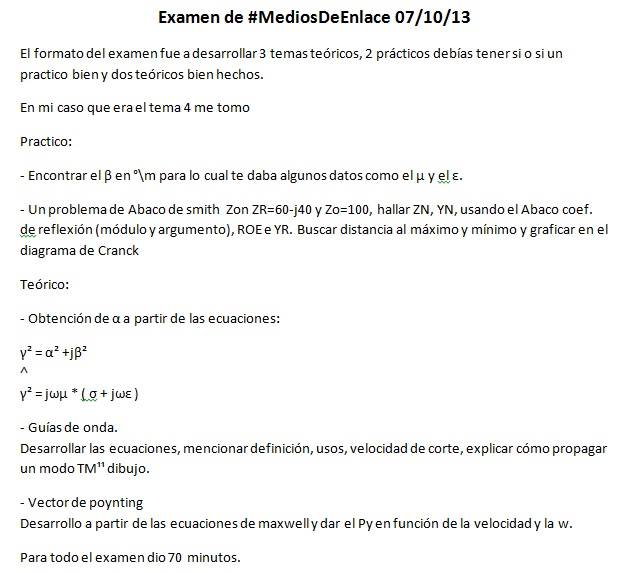 Examen de #MediosDeEnlace 07/10/13
El formato del examen fue a desarrollar 3 temas teóricos, 2 prácticos debías tener si o si un
practico bien y dos teóricos bien hechos.
En mi caso que era el tema 4 me tomo
Practico:
- Encontrar el β en °\m para lo cual te daba algunos datos como el μ y el ε.
- Un problema de Abaco de smith Zon ZR=60-j40 y Zo=100, hallar ZN, YN, usando el Abaco coef.
de reflexión (módulo y argumento), ROE e YR. Buscar distancia al máximo y mínimo y graficar en el
diagrama de Cranck
Teórico:
- Obtención de α a partir de las ecuaciones:
γ² = α² +jβ²
^
γ² = jωμ * ( σ + jωε )
- Guías de onda.
Desarrollar las ecuaciones, mencionar definición, usos, velocidad de corte, explicar cómo propagar
un modo TM¹¹ dibujo.
- Vector de poynting
Desarrollo a partir de las ecuaciones de maxwell y dar el Py en función de la velocidad y la w.
Para todo el examen dio 70 minutos.